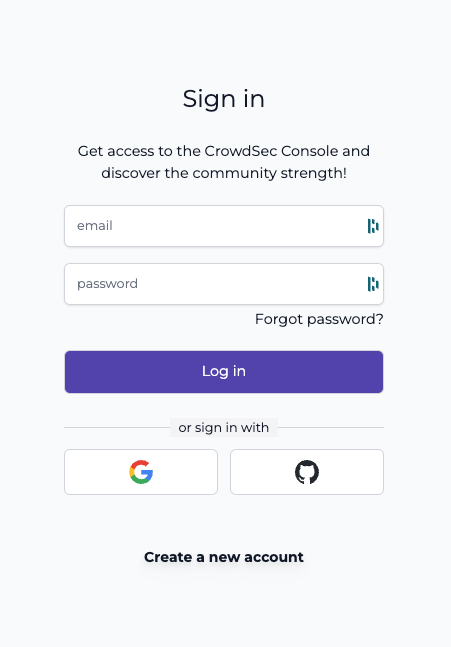 Sign in
Get access to the CrowdSec Console and
discover the community strength!
email
password
Forgot password?
Log in
or sign in with
Create a new account